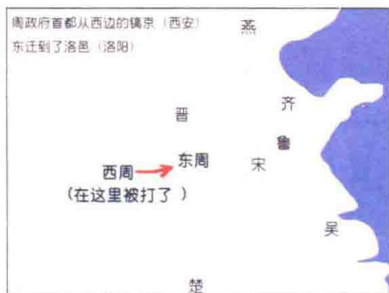 周政府首都从西边的镐京（西安）
东迁到了洛邑（洛阳）
燕
齐
晋
鲁
东周
宋
西周
(在这里被打了 )
吴
楚